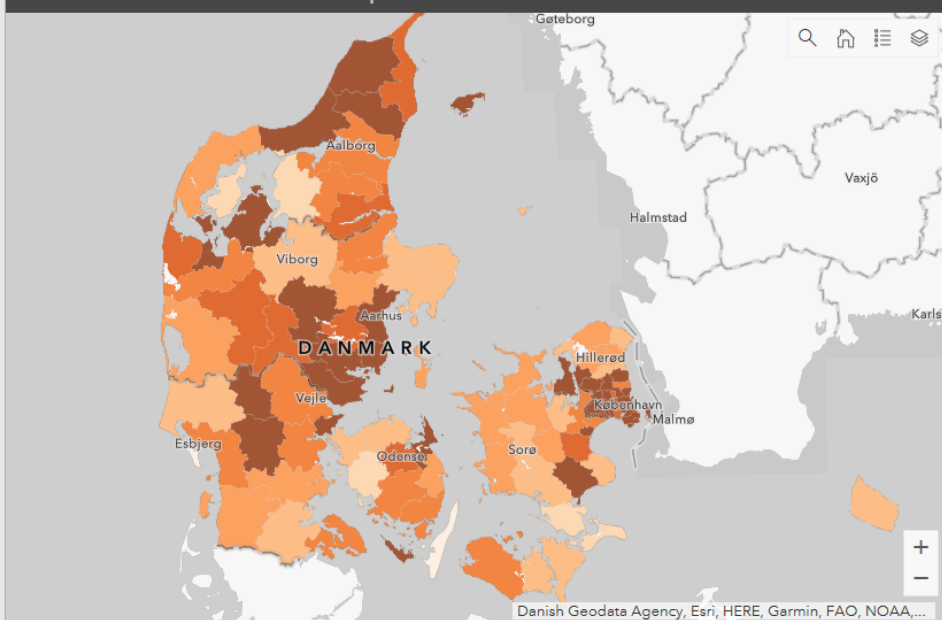 Gøteborg
Aalborg
Vaxjö
Halmstad
Viborg
Karls
Aarhus
DANMARK
Hillerød
Vejle
København
Malmø
Esbjerg
Sorø
Odense
+
−
Danish Geodata Agency, Esri, HERE, Garmin, FAO, NOAA,...